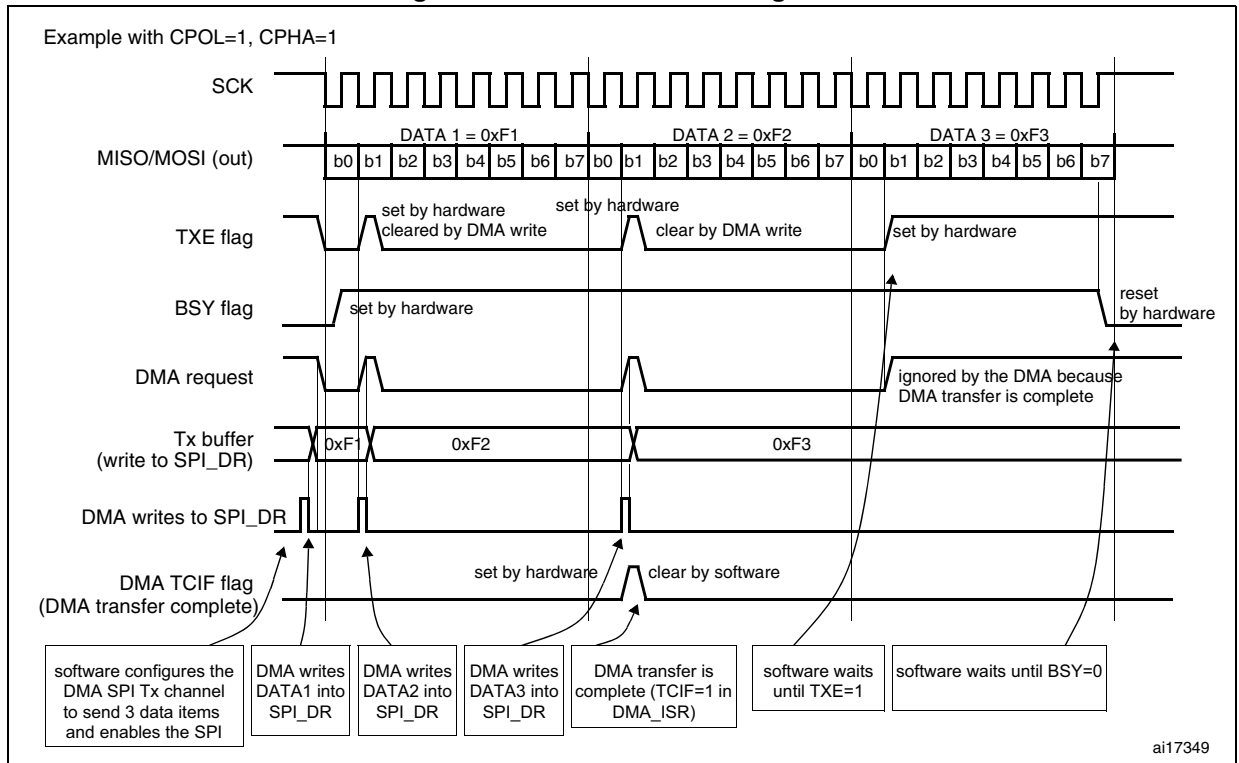 Example with CPOL=1, CPHA=1
SCK
DATA 1 = 0xF1
DATA 2 = 0xF2
DATA 3 = 0xF3
MISO/MOSI (out)
b0 b1 b2 b3 b4 b5 b6 b7 b0 b1 b2 b3 b4 b5 b6 b7 b0 b1 b2 b3 b4 b5 b6 b7
TXE flag
set by hardware
cleared by DMA write
set by hardware
clear by DMA write
set by hardware
BSY flag
set by hardware
reset
by hardware
DMA request
ignored by the DMA because
DMA transfer is complete
Tx buffer
(write to SPI_DR)
0xF1
0xF2
0xF3
DMA writes to SPI_DR
DMA TCIF flag
(DMA transfer complete)
set by hardware
clear by software
software configures the
DMA SPI Tx channel
to send 3 data items
and enables the SPI
DMA writes
DATA1 into
SPI_DR
DMA writes
DATA2 into
SPI_DR
DMA writes
DATA3 into
SPI_DR
DMA transfer is
complete (TCIF=1 in
DMA_ISR)
software waits
until TXE=1
software waits until BSY=0
ai17349